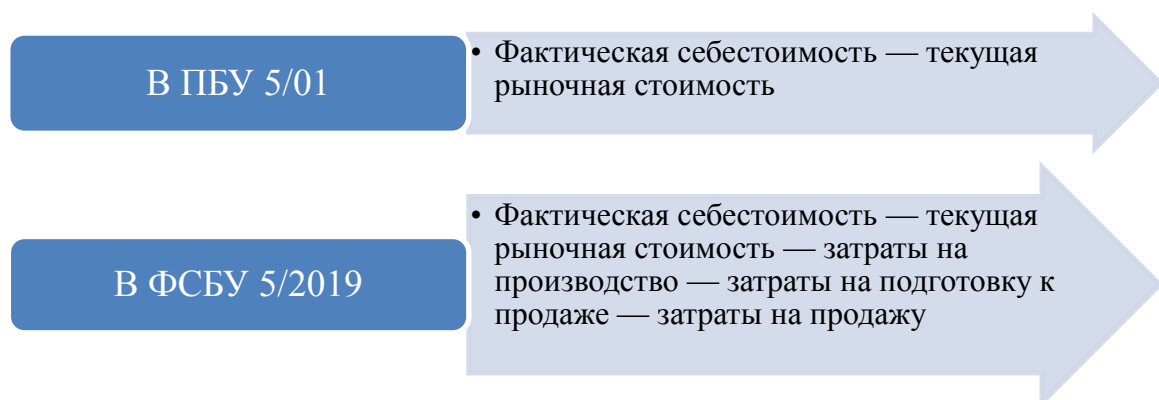 В ПБУ 5/01
• Фактическая себестоимость — текущая
рыночная стоимость
В ФСБУ 5/2019
• Фактическая себестоимость — текущая
рыночная стоимость — затраты на
производство — затраты на подготовку к
продаже — затраты на продажу